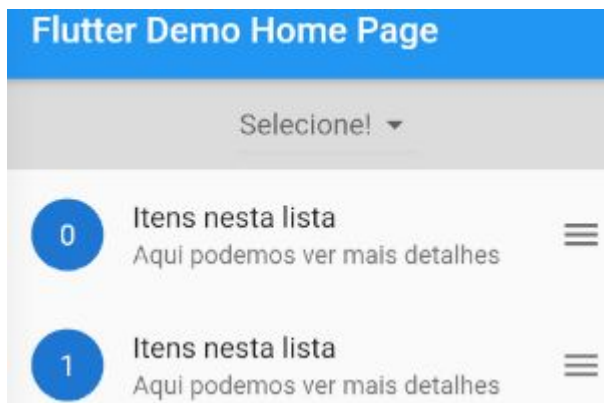 Flutter Demo Home Page
Selecione!
0
Itens nesta lista
Aqui podemos ver mais detalhes
1
Itens nesta lista
Aqui podemos ver mais detalhes